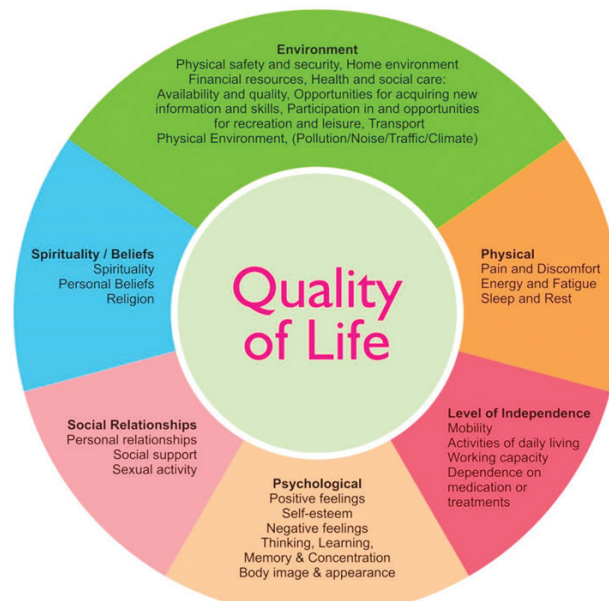 Environment
Physical safety and security, Home environment
Financial resources, Health and social care:
Availability and quality, Opportunities for acquiring new
information and skills, Participation in and opportunities
for recreation and leisure, Transport
Physical Environment, (Pollution/Noise/Traffic/Climate)
Spirituality / Beliefs
Spirituality
Personal Beliefs
Religion
Quality
of Life
Physical
Pain and Discomfort
Energy and Fatigue
Sleep and Rest
Social Relationships
Personal relationships
Social support
Sexual activity
Level of Independence
Mobility
Activities of daily living
Working capacity
Dependence on
medication or
treatments
Psychological
Positive feelings
Self-esteem
Negative feelings
Thinking, Learning,
Memory & Concentration
Body image & appearance